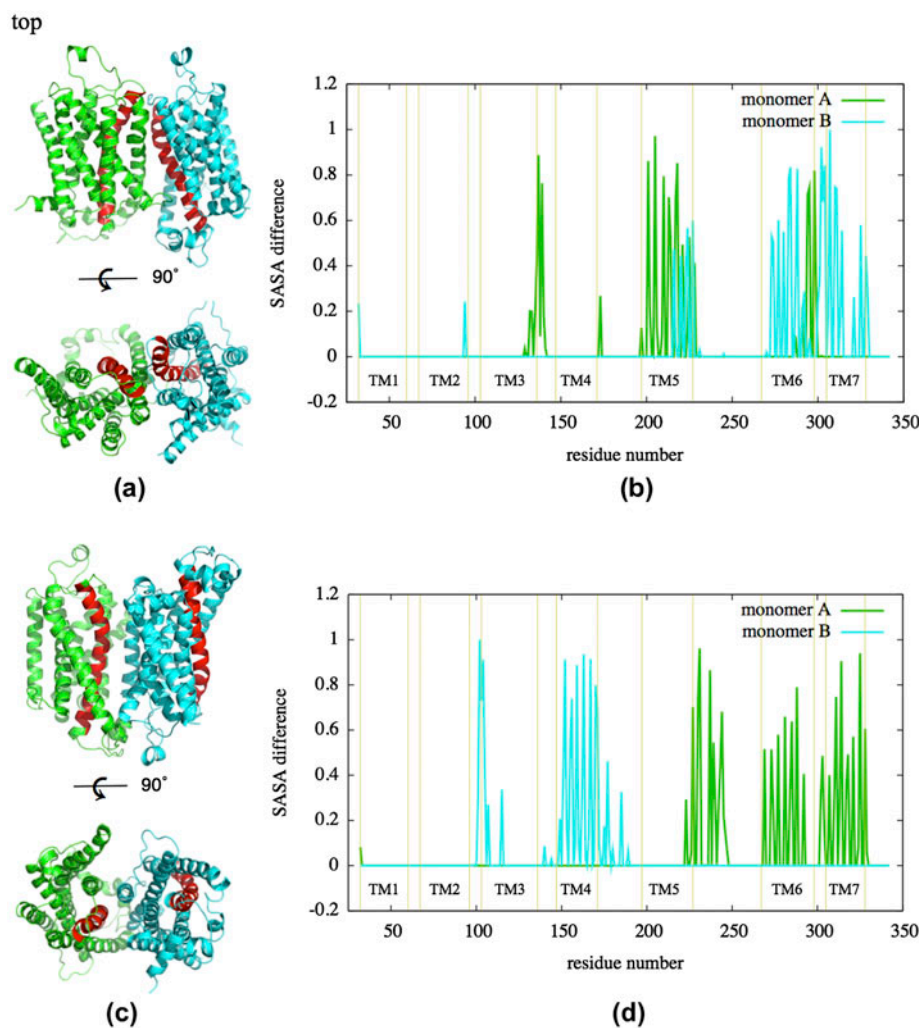 top
90°
(a)
SASA difference
1.2
1
0.8
0.6
0.4
0.2
0
-0.2
monomer A
monomer B
TM1 TM2 TM3 TM4 TM5 TM6 TM7
50 100 150 200 250 300 350
residue number
(b)
90°
(c)
SASA difference
1.2
1
0.8
0.6
0.4
0.2
0
-0.2
monomer A
monomer B
TM1 TM2 TM3 TM4 TM5 TM6 TM7
50 100 150 200 250 300 350
residue number
(d)